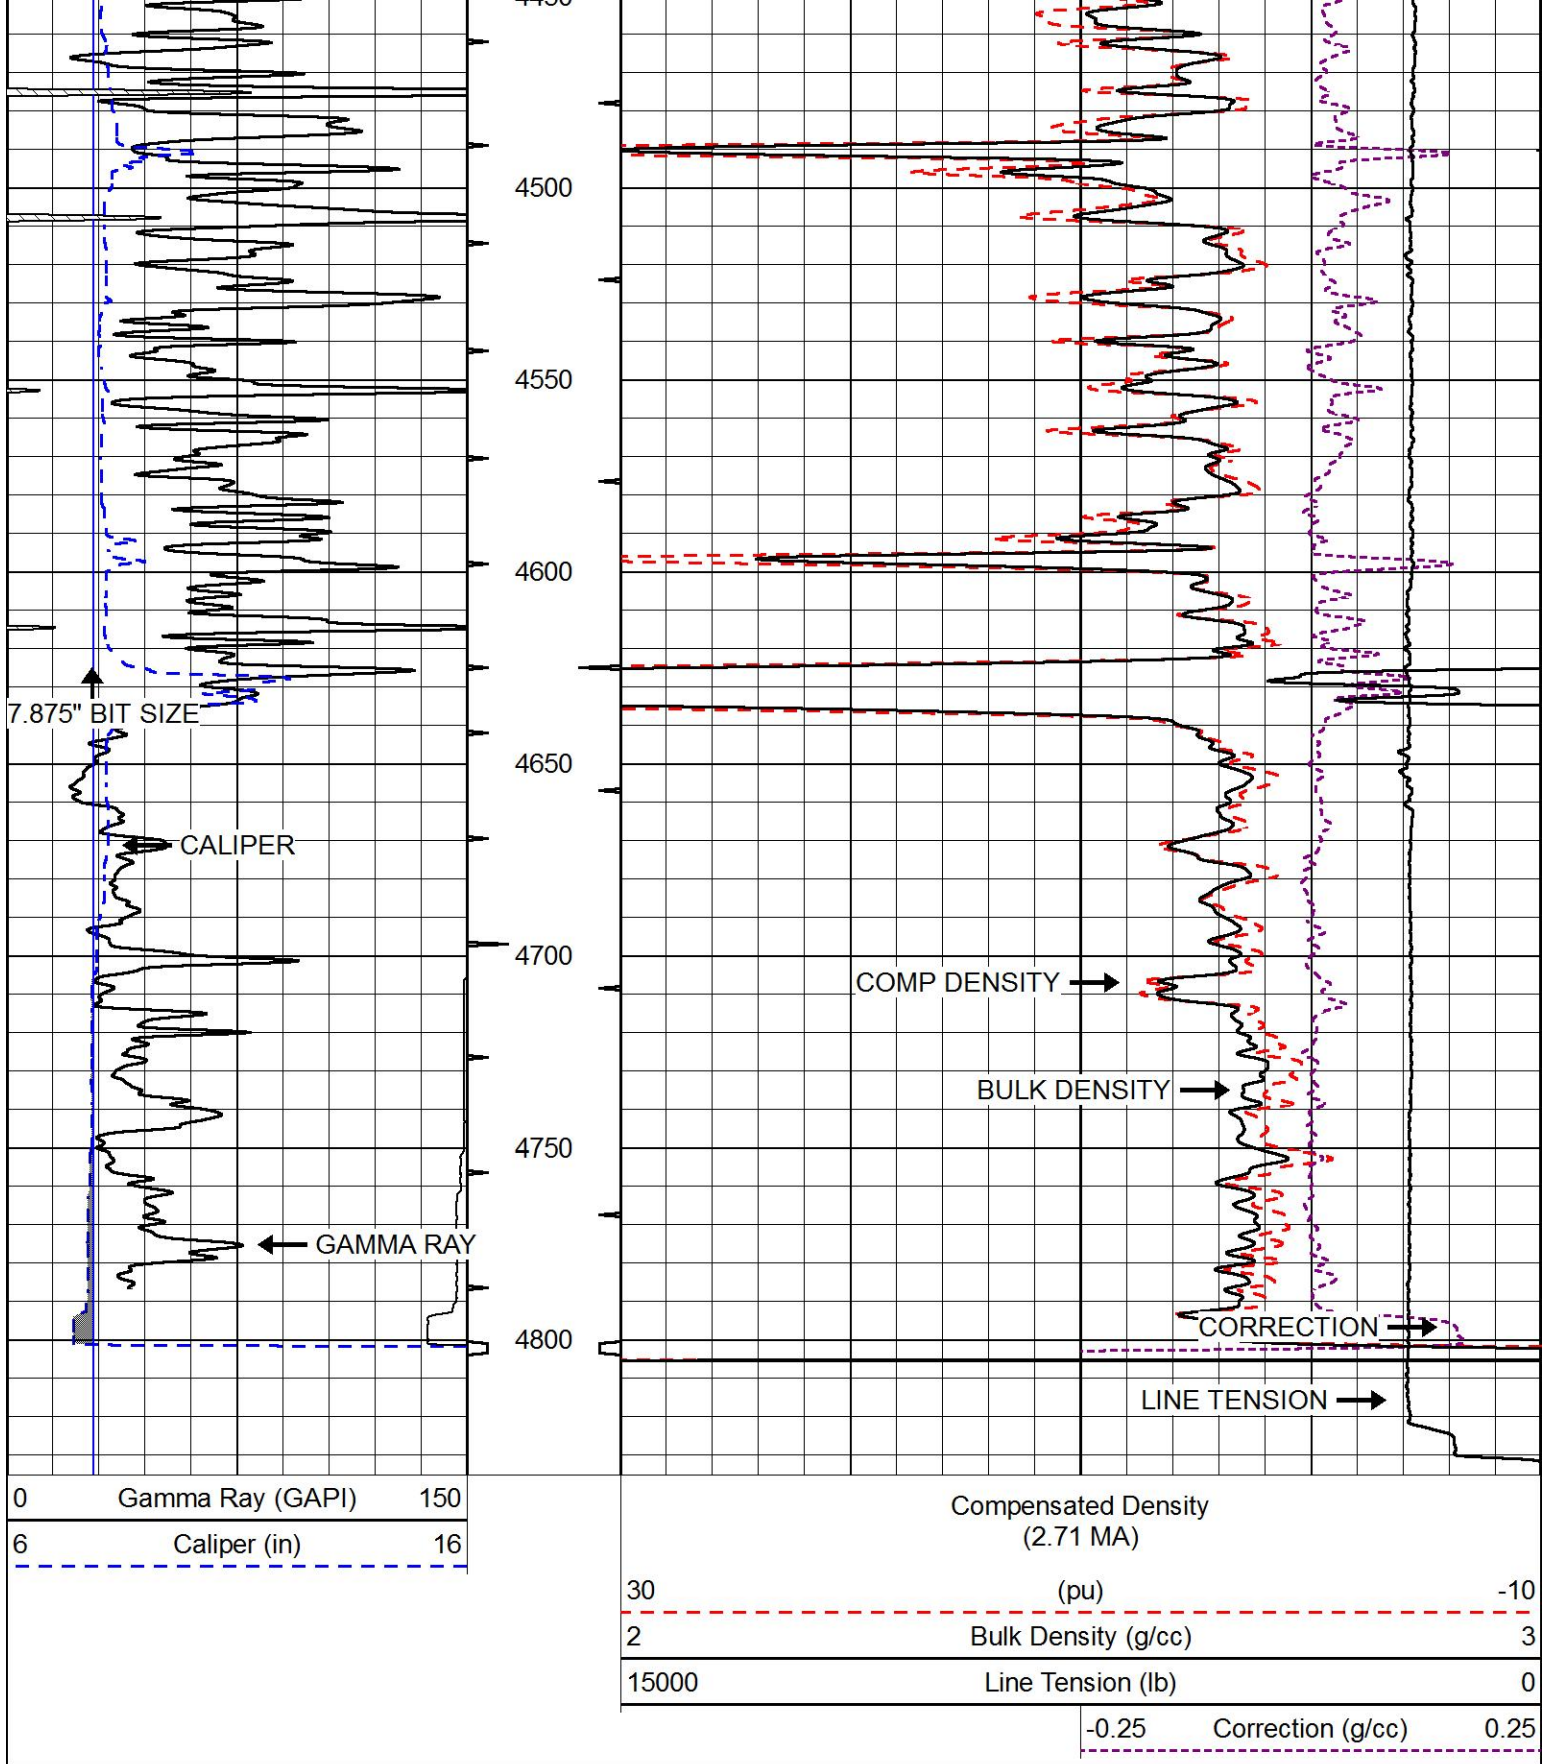 4500
4550
4600
7.875" BIT SIZE
4650
CALIPER
4700
COMP DENSITY
BULK DENSITY
4750
GAMMA RAY
CORRECTION
4800
LINE TENSION
0 Gamma Ray (GAPI) 150
6 Caliper (in) 16
Compensated Density
(2.71 MA)
30 (pu) -10
2 Bulk Density (g/cc) 3
15000 Line Tension (lb) 0
-0.25 Correction (g/cc) 0.25